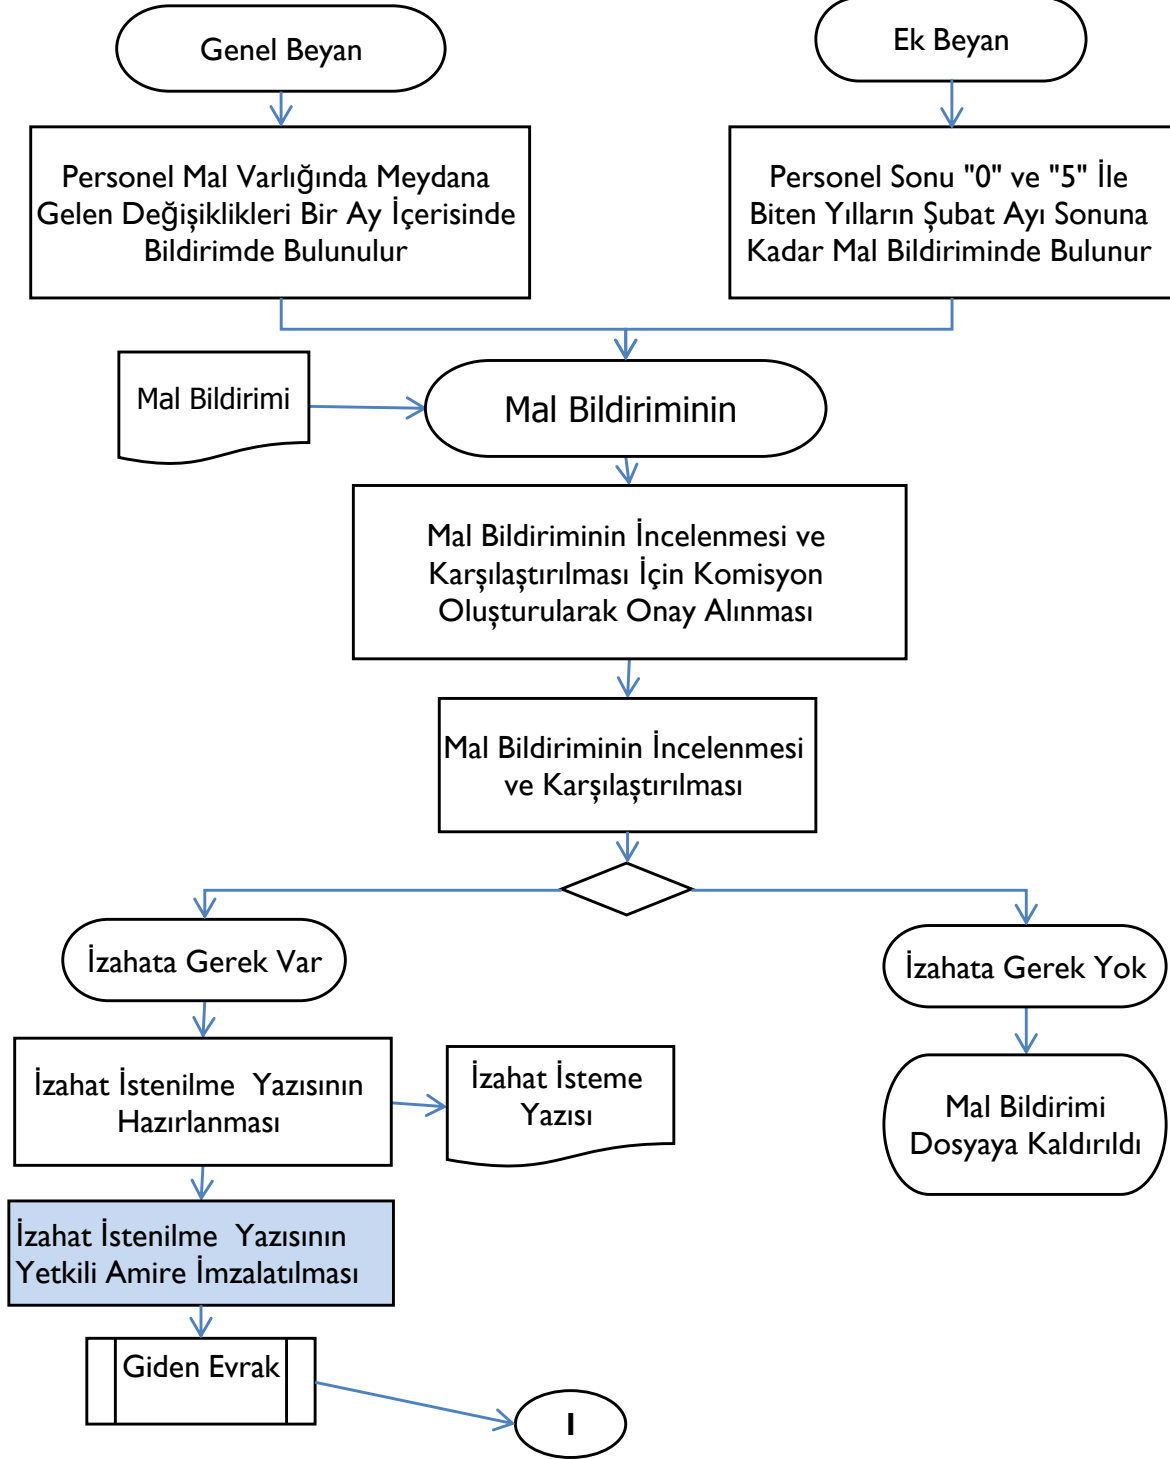 Genel Beyan
Ek Beyan
Personel Mal Varlığında Meydana
Gelen Değişiklikleri Bir Ay İçerisinde
Bildirimde Bulunulur
Personel Sonu "0" ve "5" İle
Biten Yılların Şubat Ayı Sonuna
Kadar Mal Bildiriminde Bulunur
Mal Bildirimi
Mal Bildiriminin
Mal Bildiriminin İncelenmesi ve
Karşılaştırılması İçin Komisyon
Oluşturularak Onay Alınması
Mal Bildiriminin İncelenmesi
ve Karşılaştırılması
İzahata Gerek Var
İzahata Gerek Yok
İzahat İstenilme Yazısının
Hazırlanması
İzahat İsteme
Yazısı
Mal Bildirimi
Dosyaya Kaldırıldı
İzahat İstenilme Yazısının
Yetkili Amire İmzalatılması
Giden Evrak
I